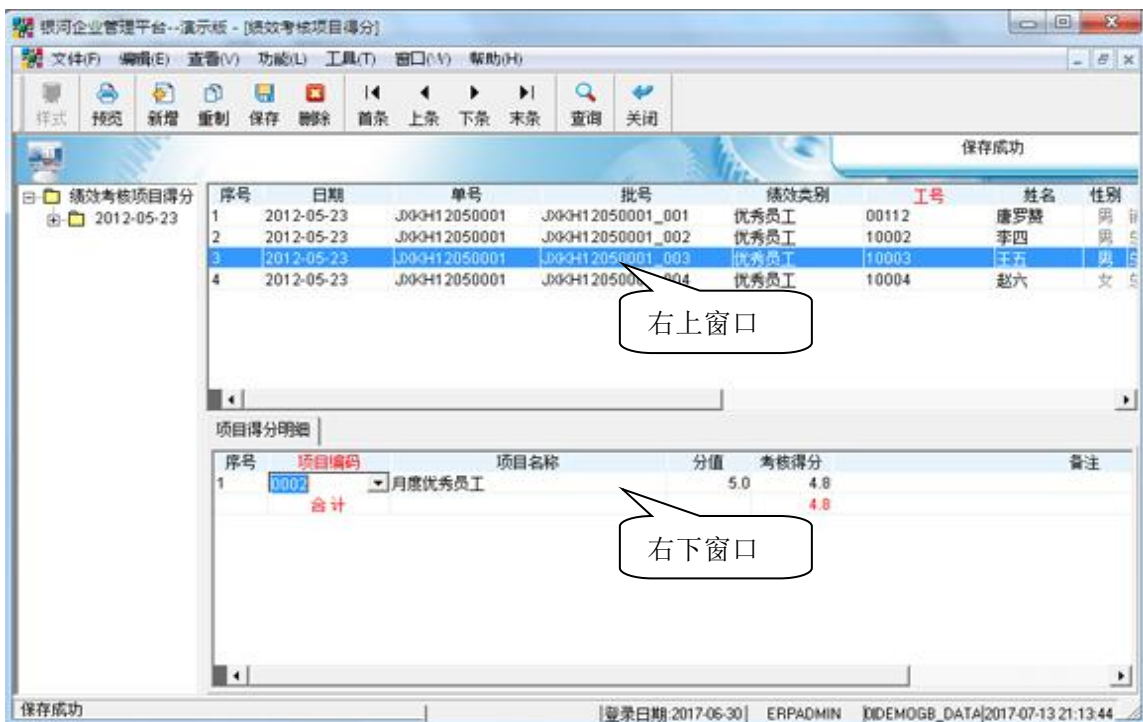 银河企业管理平台--演示版 - [绩效考核项目得分]
文件(F) 编辑(E) 查看(V) 功能(L) 工具(T) 窗口(W) 帮助(H)
样式 预览 新增 重制 保存 删除 首条 上条 下条 末条 查询 关闭
保存成功
绩效考核项目得分
2012-05-23
序号 日期 单号 批号 绩效类别 工号 姓名 性别
1 2012-05-23 JXKH12050001 JXKH12050001_001 优秀员工 00112 唐罗赞 男
2 2012-05-23 JXKH12050001 JXKH12050001_002 优秀员工 10002 李四 男
3 2012-05-23 JXKH12050001 JXKH12050001_003 优秀员工 10003 王五 男
4 2012-05-23 JXKH12050001 优秀员工 10004 赵六 女
右上窗口
项目得分明细
序号 项目编码 项目名称 分值 考核得分 备注
1 0002 月度优秀员工 5.0 4.8
合计 4.8
右下窗口
保存成功 登录日期:2017-06-30 ERPADMIN DEMOGB_DATA 2017-07-13 21:13:44